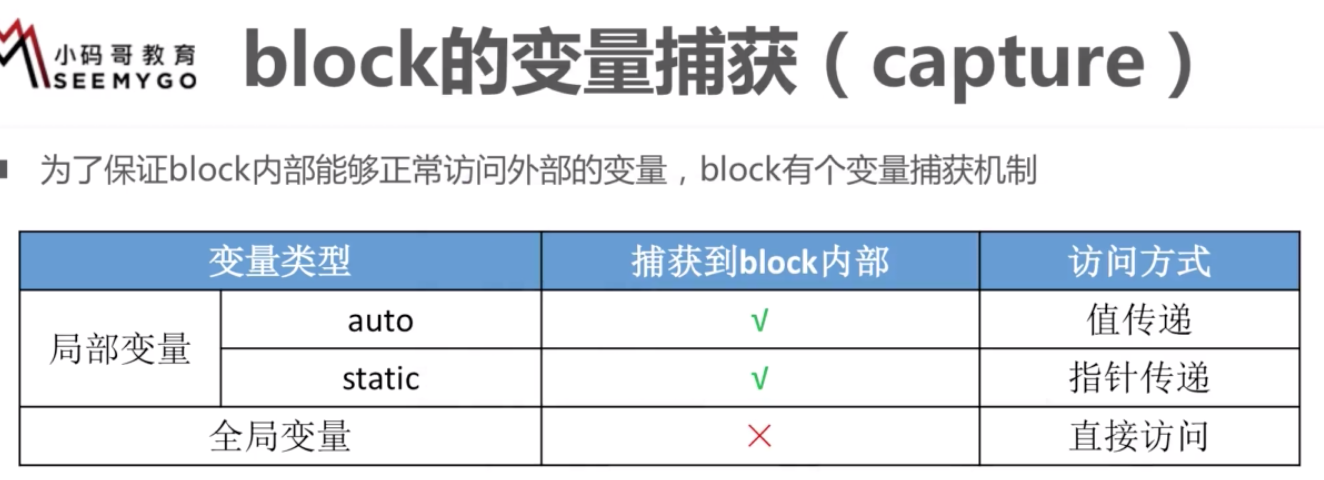 小码哥教育
SEEMYGO
block的变量捕获（capture）
为了保证block内部能够正常访问外部的变量，block有个变量捕获机制
变量类型 捕获到block内部 访问方式
局部变量 auto √ 值传递
static √ 指针传递
全局变量 × 直接访问